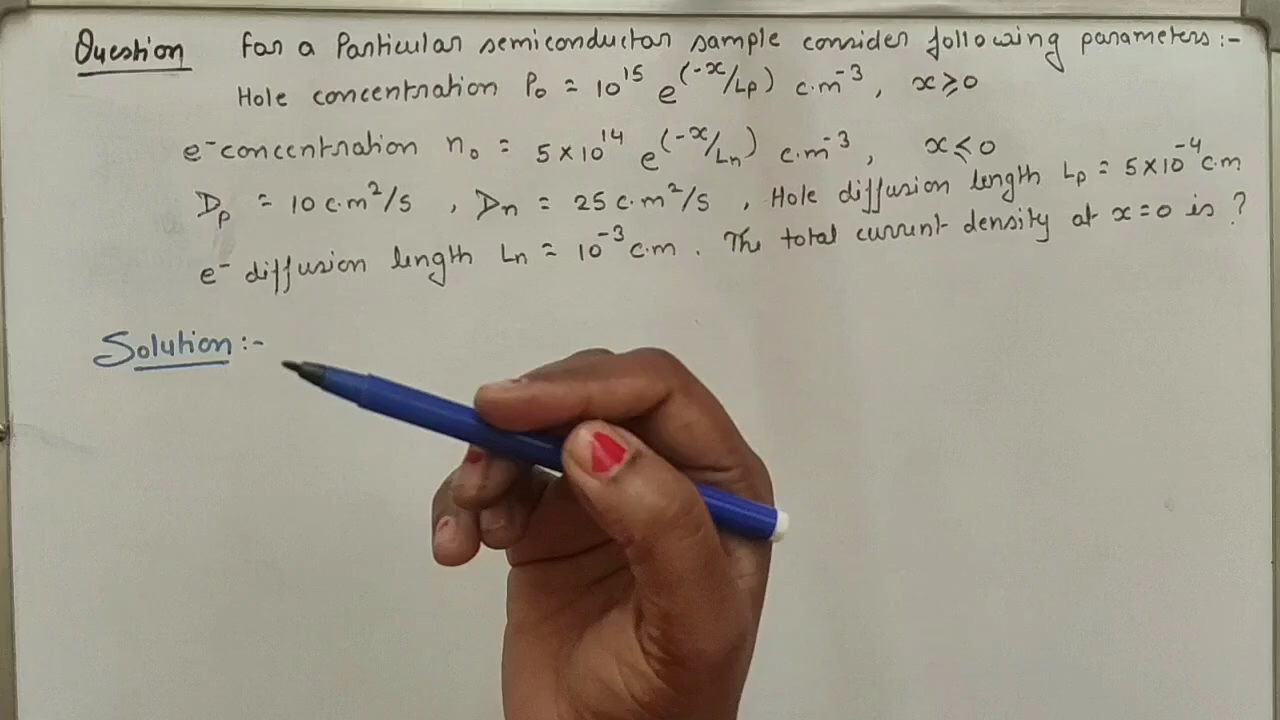 Question For a Particular semiconductor sample consider following parameters:-
Hole concentration P₀ = 10¹⁵ e^(-x/Lp) c.m⁻³, x⩾0
e⁻concentration n₀ = 5×10¹⁴ e^(-x/Ln) c.m⁻³, x⩽0
Dp = 10 c.m²/s, Dn = 25 c.m²/s, Hole diffusion length Lp = 5×10⁻⁴ c.m
e⁻ diffusion length Ln = 10⁻³ c.m. The total current density at x=0 is ?
Solution:-